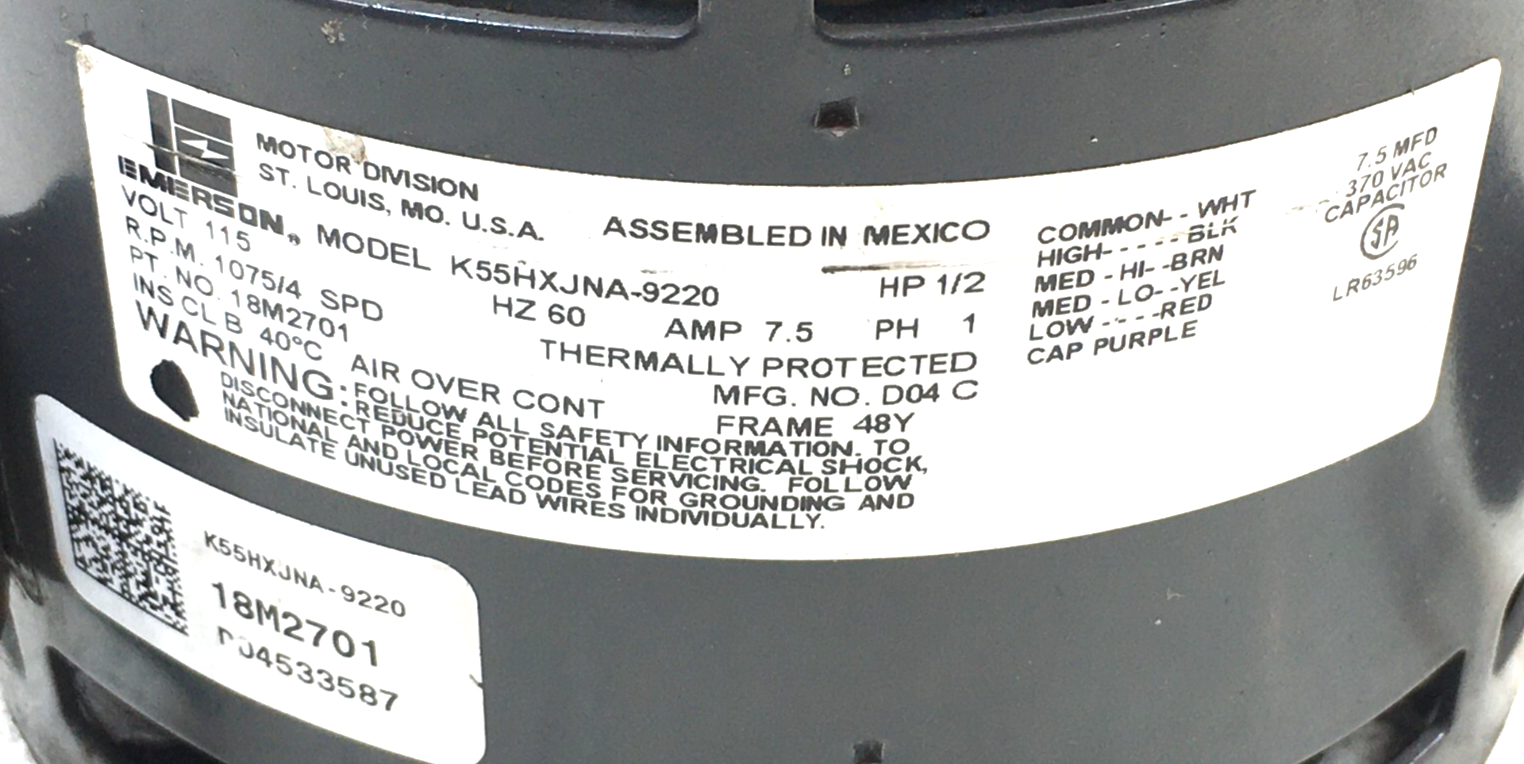 EMERSON®
MOTOR DIVISION
ST. LOUIS, MO. U.S.A.
ASSEMBLED IN MEXICO
MODEL K55HXJNA-9220
HP 1/2
VOLT 115
HZ 60
AMP 7.5
PH 1
R.P.M. 1075/4 SPD
THERMALLY PROTECTED
PT. NO. 18M2701
MFG. NO. D04 C
INS CL B 40°C AIR OVER CONT
FRAME 48Y
WARNING: FOLLOW ALL SAFETY INFORMATION. TO
REDUCE POTENTIAL ELECTRICAL SHOCK,
DISCONNECT POWER BEFORE SERVICING. FOLLOW
NATIONAL AND LOCAL CODES FOR GROUNDING AND
INSULATE UNUSED LEAD WIRES INDIVIDUALLY.
COMMON- - WHT
HIGH- - - - - BLK
MED - HI- -BRN
MED - LO- -YEL
LOW - - - -RED
CAP PURPLE
7.5 MFD
370 VAC
CAPACITOR
SA
LR63596
K55HXJNA-9220
18M2701
D04533587